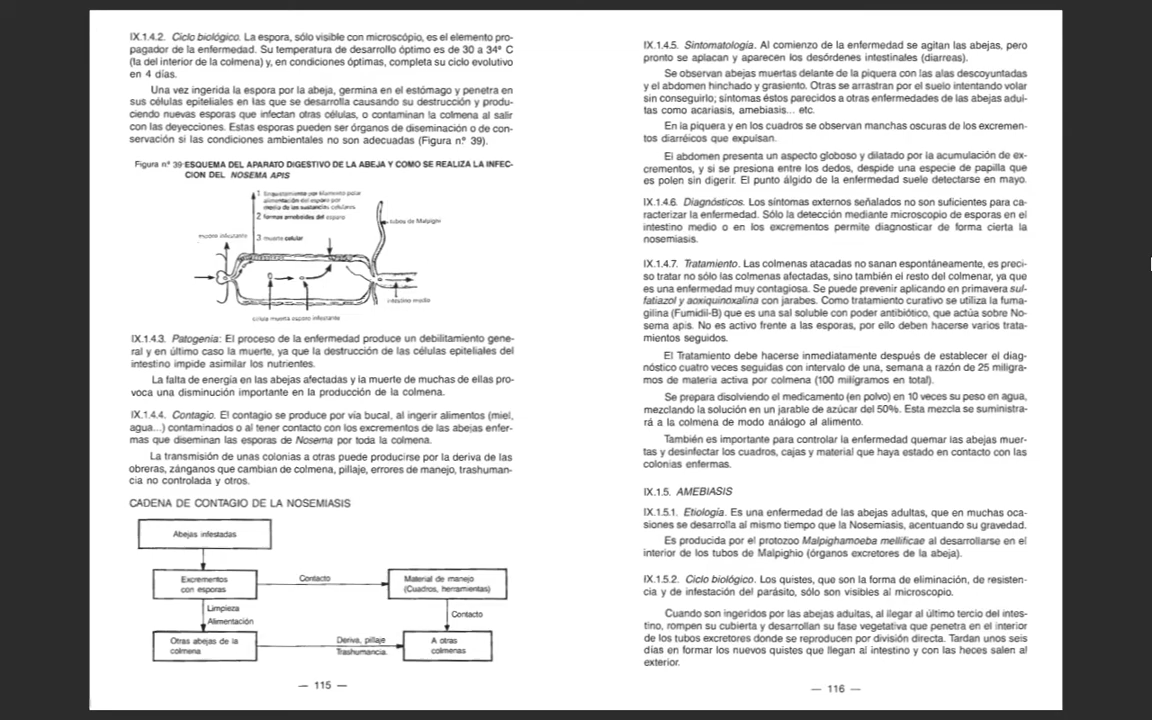 IX.1.4.2. Ciclo biológico. La espora, sólo visible con microscópio, es el elemento pro-
pagador de la enfermedad. Su temperatura de desarrollo óptimo es de 30 a 34º C
(la del interior de la colmena) y, en condiciones óptimas, completa su ciclo evolutivo
en 4 días.
Una vez ingerida la espora por la abeja, germina en el estómago y penetra en
sus células epiteliales en las que se desarrolla causando su destrucción y produ-
ciendo nuevas esporas que infectan otras células, o contaminan la colmena al salir
con las deyecciones. Estas esporas pueden ser órganos de diseminación o de con-
servación si las condiciones ambientales no son adecuadas (Figura n.º 39).
Figura nº 39 ESQUEMA DEL APARATO DIGESTIVO DE LA ABEJA Y COMO SE REALIZA LA INFEC-
CION DEL NOSEMA APIS
1 Enquistamiento por filamento polar
alimentación del esporo por
medio de las sustancias celulares
2 formas ameboides del esporo
3 muerte celular
tubos de Malpighi
intestino medio
célula muerta esporo infestante
IX.1.4.3. Patogenia: El proceso de la enfermedad produce un debilitamiento gene-
ral y en último caso la muerte, ya que la destrucción de las células epiteliales del
intestino impide asimilar los nutrientes.
La falta de energía en las abejas afectadas y la muerte de muchas de ellas pro-
voca una disminución importante en la producción de la colmena.
IX.1.4.4. Contagio. El contagio se produce por vía bucal, al ingerir alimentos (miel,
agua...) contaminados o al tener contacto con los excrementos de las abejas enfer-
mas que diseminan las esporas de Nosema por toda la colmena.
La transmisión de unas colonias a otras puede producirse por la deriva de las
obreras, zánganos que cambian de colmena, pillaje, errores de manejo, trashuman-
cia no controlada y otros.
CADENA DE CONTAGIO DE LA NOSEMIASIS
Abejas infestadas
Excrementos
con esporas
Contacto
Material de manejo
(Cuadros, herramientas)
Limpieza
Alimentación
Contacto
Otras abejas de la
colmena
Deriva, pillaje
Trashumancia.
A otras
colmenas
— 115 —
IX.1.4.5. Sintomatología. Al comienzo de la enfermedad se agitan las abejas, pero
pronto se aplacan y aparecen los desórdenes intestinales (diarreas).
Se observan abejas muertas delante de la piquera con las alas descoyuntadas
y el abdomen hinchado y grasiento. Otras se arrastran por el suelo intentando volar
sin conseguirlo; síntomas éstos parecidos a otras enfermedades de las abejas adul-
tas como acariasis, amebiasis... etc.
En la piquera y en los cuadros se observan manchas oscuras de los excremen-
tos diarréicos que expulsan.
El abdomen presenta un aspecto globoso y dilatado por la acumulación de ex-
crementos, y si se presiona entre los dedos, despide una especie de papilla que
es polen sin digerir. El punto álgido de la enfermedad suele detectarse en mayo.
IX.1.4.6. Diagnósticos. Los síntomas externos señalados no son suficientes para ca-
racterizar la enfermedad. Sólo la detección mediante microscopio de esporas en el
intestino medio o en los excrementos permite diagnosticar de forma cierta la
nosemiasis.
IX.1.4.7. Tratamiento. Las colmenas atacadas no sanan espontáneamente, es preci-
so tratar no sólo las colmenas afectadas, sino también el resto del colmenar, ya que
es una enfermedad muy contagiosa. Se puede prevenir aplicando en primavera sul-
fatiazol y aoxiquinoxalina con jarabes. Como tratamiento curativo se utiliza la fuma-
gilina (Fumidil-B) que es una sal soluble con poder antibiótico, que actúa sobre No-
sema apis. No es activo frente a las esporas, por ello deben hacerse varios trata-
mientos seguidos.
El Tratamiento debe hacerse inmediatamente después de establecer el diag-
nóstico cuatro veces seguidas con intervalo de una, semana a razón de 25 miligra-
mos de materia activa por colmena (100 miligramos en total).
Se prepara disolviendo el medicamento (en polvo) en 10 veces su peso en agua,
mezclando la solución en un jarable de azúcar del 50%. Esta mezcla se suministra-
rá a la colmena de modo análogo al alimento.
También es importante para controlar la enfermedad quemar las abejas muer-
tas y desinfectar los cuadros, cajas y material que haya estado en contacto con las
colonias enfermas.
IX.1.5. AMEBIASIS
IX.1.5.1. Etiología. Es una enfermedad de las abejas adultas, que en muchas oca-
siones se desarrolla al mismo tiempo que la Nosemiasis, acentuando su gravedad.
Es producida por el protozoo Malpighamoeba mellificae al desarrollarse en el
interior de los tubos de Malpighio (órganos excretores de la abeja).
IX.1.5.2. Ciclo biológico. Los quistes, que son la forma de eliminación, de resisten-
cia y de infestación del parásito, sólo son visibles al microscopio.
Cuando son ingeridos por las abejas adultas, al llegar al último tercio del intes-
tino, rompen su cubierta y desarrollan su fase vegetativa que penetra en el interior
de los tubos excretores donde se reproducen por división directa. Tardan unos seis
días en formar los nuevos quistes que llegan al intestino y con las heces salen al
exterior.
— 116 —